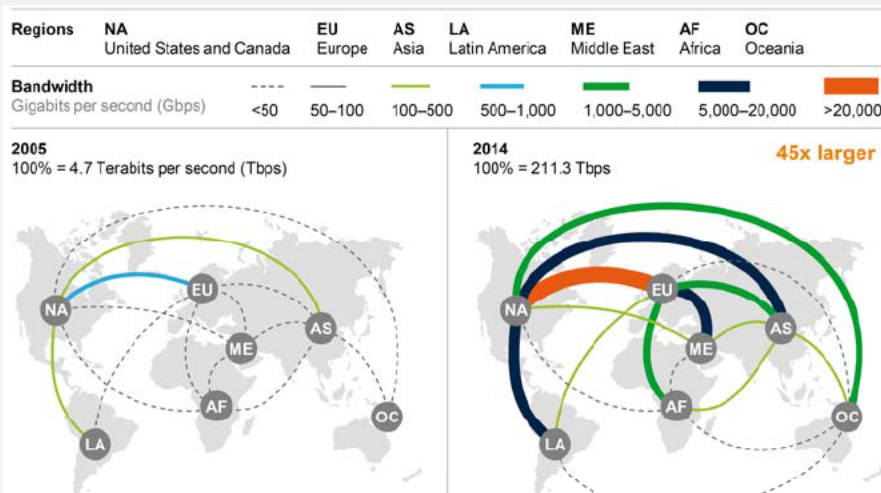 Regions NA EU AS LA ME AF OC
United States and Canada Europe Asia Latin America Middle East Africa Oceania
Bandwidth
Gigabits per second (Gbps) <50 50–100 100–500 500–1,000 1,000–5,000 5,000–20,000 >20,000
2005
100% = 4.7 Terabits per second (Tbps)
NA
EU
AS
ME
AF
OC
LA
2014
45x larger
100% = 211.3 Tbps
NA
EU
AS
ME
AF
OC
LA